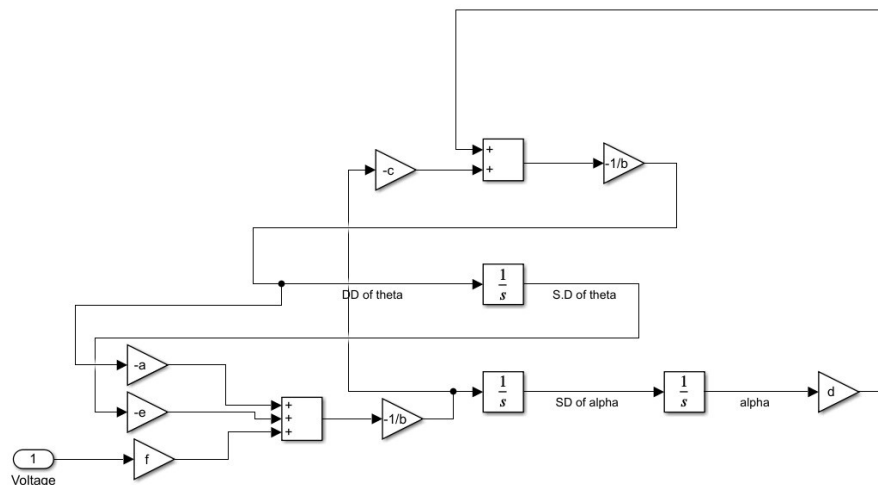 +
+
-c
-1/b
DD of theta
1
s
S.D of theta
-a
-e
f
1
Voltage
+
+
+
-1/b
1
s
SD of alpha
1
s
alpha
d